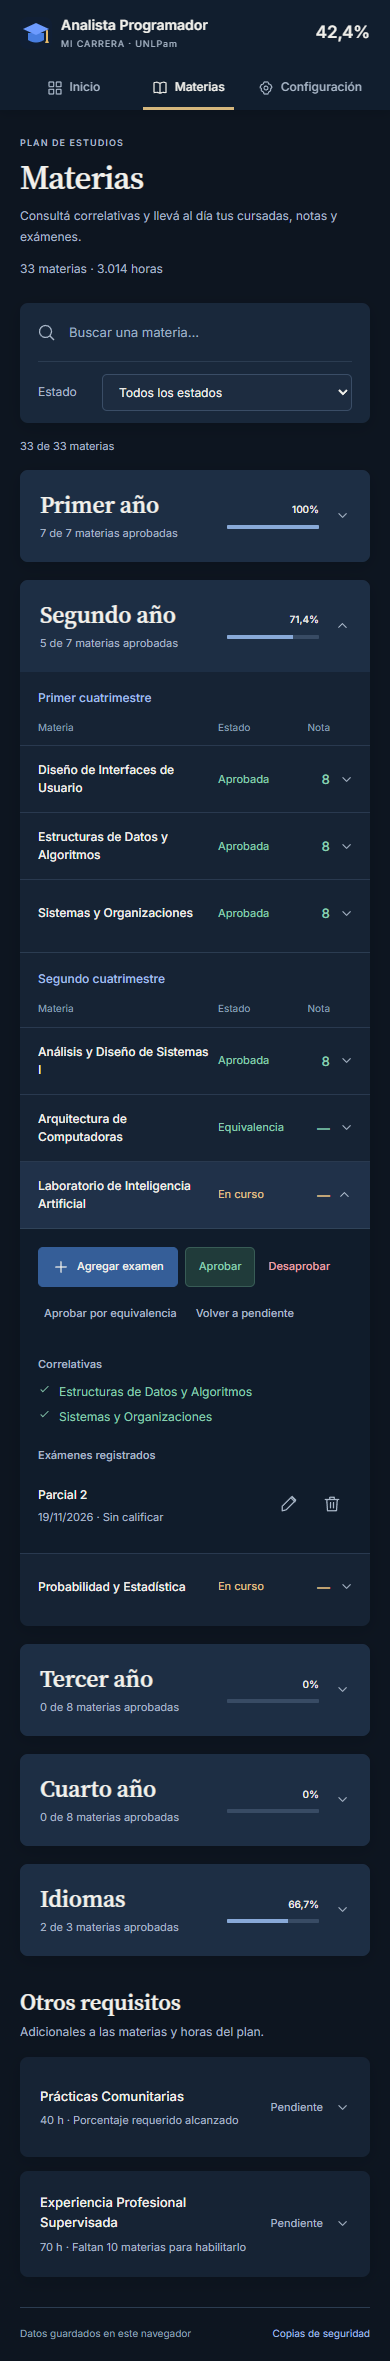 Analista Programador
MI CARRERA · UNLPam
42,4%
Inicio
Materias
Configuración
PLAN DE ESTUDIOS
Materias
Consultá correlativas y llevá al día tus cursadas, notas y
exámenes.
33 materias · 3.014 horas
Buscar una materia...
Estado
Todos los estados
33 de 33 materias
Primer año
7 de 7 materias aprobadas
100%
Segundo año
5 de 7 materias aprobadas
71,4%
Primer cuatrimestre
Materia Estado Nota
Diseño de Interfaces de
Usuario
Aprobada 8
Estructuras de Datos y
Algoritmos
Aprobada 8
Sistemas y Organizaciones Aprobada 8
Segundo cuatrimestre
Materia Estado Nota
Análisis y Diseño de Sistemas
I
Aprobada 8
Arquitectura de
Computadoras
Equivalencia —
Laboratorio de Inteligencia
Artificial
En curso —
Agregar examen
Aprobar
Desaprobar
Aprobar por equivalencia
Volver a pendiente
Correlativas
Estructuras de Datos y Algoritmos
Sistemas y Organizaciones
Exámenes registrados
Parcial 2
19/11/2026 · Sin calificar
Probabilidad y Estadística En curso —
Tercer año
0 de 8 materias aprobadas
0%
Cuarto año
0 de 8 materias aprobadas
0%
Idiomas
2 de 3 materias aprobadas
66,7%
Otros requisitos
Adicionales a las materias y horas del plan.
Prácticas Comunitarias
40 h · Porcentaje requerido alcanzado
Pendiente
Experiencia Profesional
Supervisada
70 h · Faltan 10 materias para habilitarlo
Pendiente
Datos guardados en este navegador
Copias de seguridad